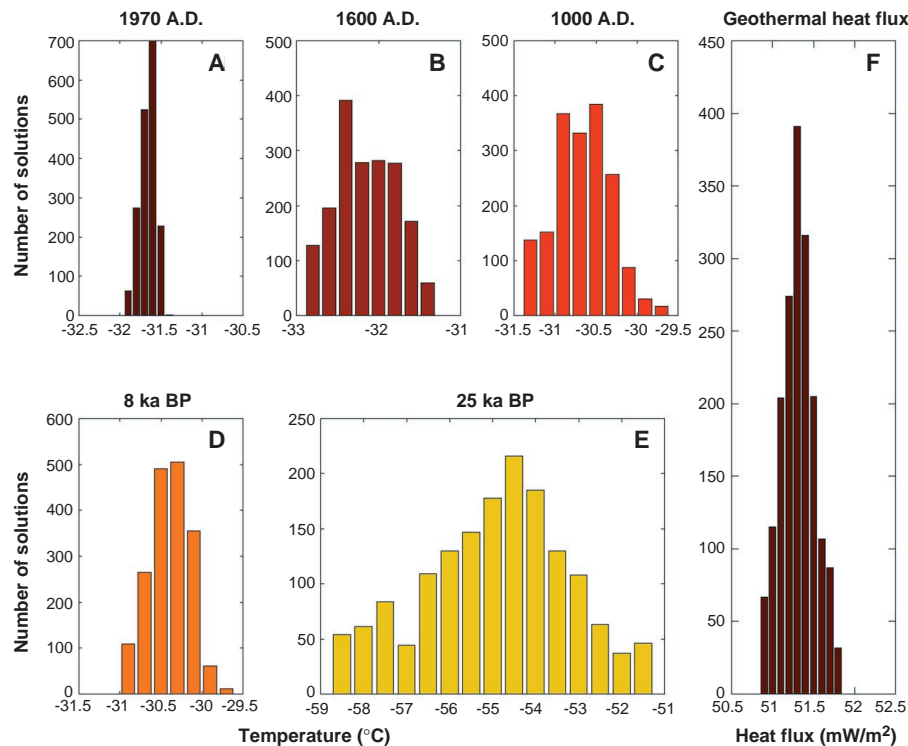 1970 A.D. 1600 A.D. 1000 A.D. Geothermal heat flux
A
700
600
500
400
300
200
100
0
-32.5 -32 -31.5 -31 -30.5
Number of solutions
B
500
400
300
200
100
0
-33 -32 -31
C
500
400
300
200
100
0
-31.5 -31 -30.5 -30 -29.5
F
450
400
350
300
250
200
150
100
50
0
50.5 51 51.5 52 52.5
Heat flux (mW/m²)
8 ka BP 25 ka BP
D
600
500
400
300
200
100
0
-31.5 -31 -30.5 -30 -29.5
Number of solutions
E
250
200
150
100
50
0
-59 -58 -57 -56 -55 -54 -53 -52 -51
Temperature (°C)